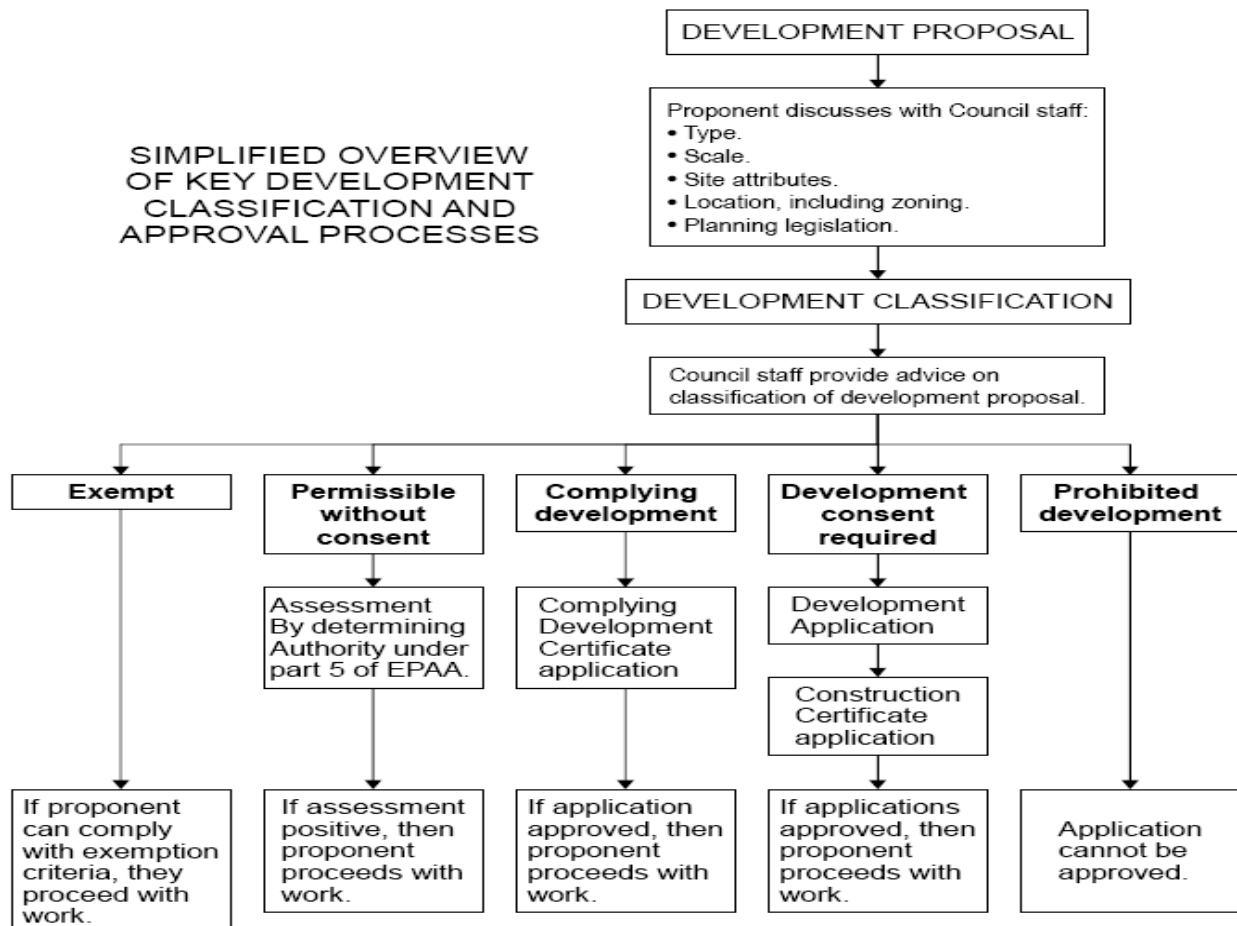 DEVELOPMENT PROPOSAL
Proponent discusses with Council staff:
• Type.
• Scale.
• Site attributes.
• Location, including zoning.
• Planning legislation.
SIMPLIFIED OVERVIEW
OF KEY DEVELOPMENT
CLASSIFICATION AND
APPROVAL PROCESSES
DEVELOPMENT CLASSIFICATION
Council staff provide advice on
classification of development proposal.
Exempt
Permissible
without
consent
Complying
development
Development
consent
required
Prohibited
development
Assessment
By determining
Authority under
part 5 of EPAA.
Complying
Development
Certificate
application
Development
Application
Construction
Certificate
application
If proponent
can comply
with exemption
criteria, they
proceed with
work.
If assessment
positive, then
proponent
proceeds with
work.
If application
approved, then
proponent
proceeds with
work.
If applications
approved, then
proponent
proceeds with
work.
Application
cannot be
approved.